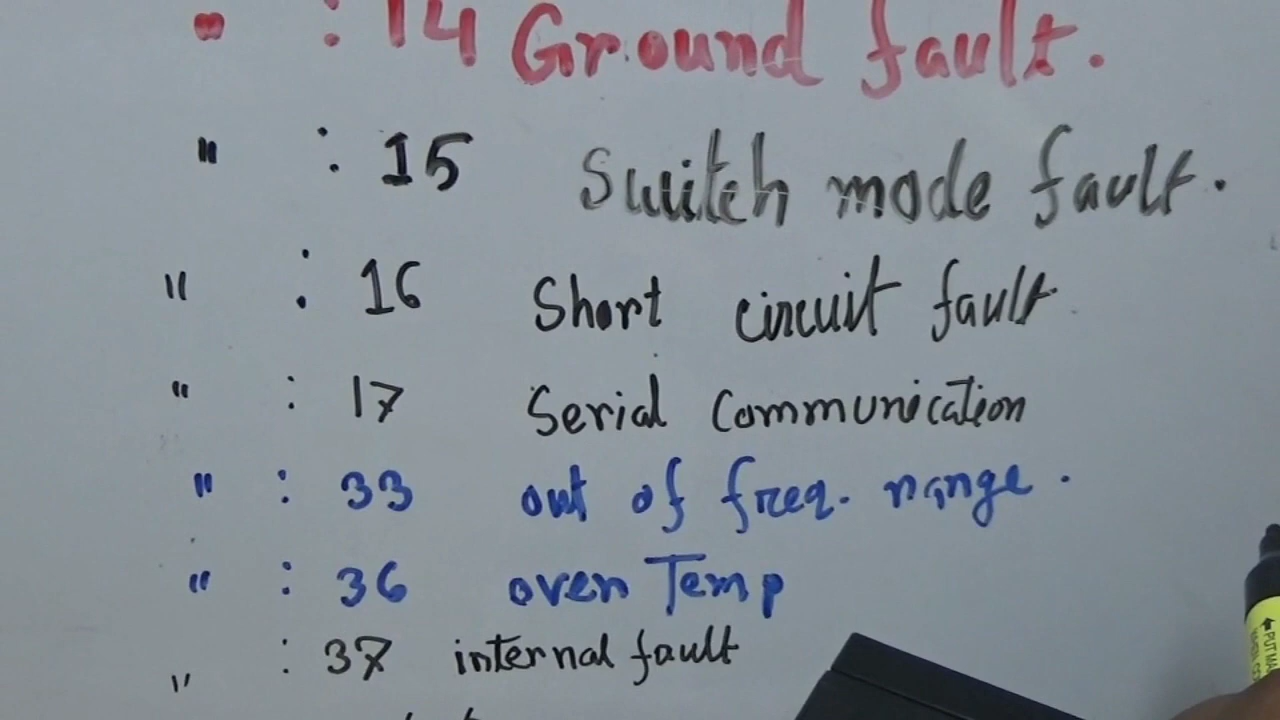 " : 14 Ground fault.
" : 15 Switch mode fault.
" : 16 Short circuit fault.
" : 17 Serial Communication
" : 33 out of freq. range.
" : 36 over Temp
" : 37 internal fault